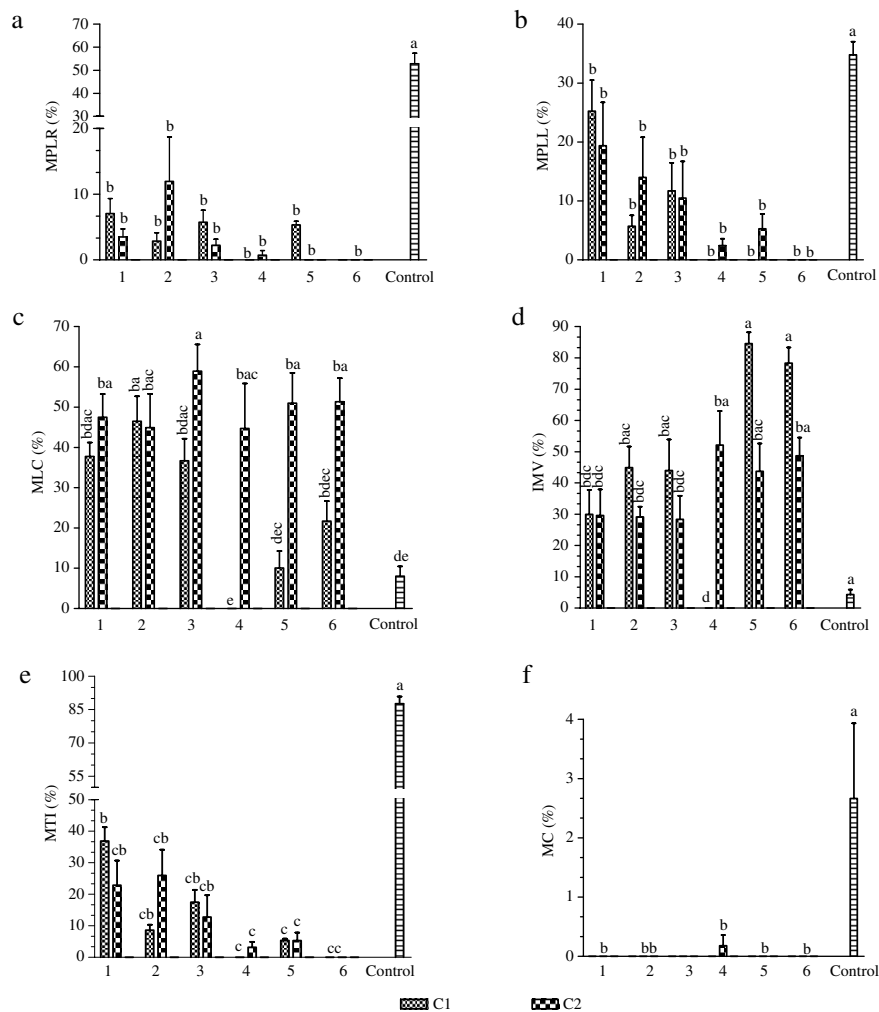 a
MPLR (%)
70
60
50
40
30
20
10
0
b b b b b b b b b b b a
1 2 3 4 5 6 Control
b
MPLL (%)
40
30
20
10
0
b b b b b b b b b b b b a
1 2 3 4 5 6 Control
c
MLC (%)
70
60
50
40
30
20
10
0
bdac ba ba bac bdac a e bac dec ba bdec ba de
1 2 3 4 5 6 Control
d
IMV (%)
90
80
70
60
50
40
30
20
10
0
bdc bdc bac bdc bac bdc d ba a bac a ba a
1 2 3 4 5 6 Control
e
MTI (%)
100
85
70
55
50
40
30
20
10
0
b cb cb cb cb cb c c c c cc a
1 2 3 4 5 6 Control
f
MC (%)
4
3
2
1
0
b bb b b b a
1 2 3 4 5 6 Control
C1 C2